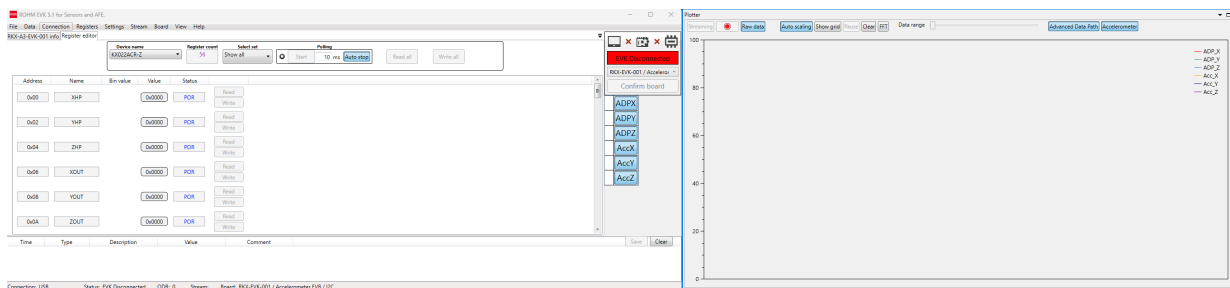 ROHM EVK 5.1 for Sensors and AFE.
File Data Connection Registers Settings Stream Board View Help
RKX-A3-EVK-001 info Register editor
Device name Register count Select set Polling
KX022ACR-Z 56 Show all Start 10 ms Auto stop Read all Write all
Address Name Bin value Value Status
0x00 XHP 0x0000 POR Read
Write
0x02 YHP 0x0000 POR Read
Write
0x04 ZHP 0x0000 POR Read
Write
0x06 XOUT 0x0000 POR Read
Write
0x08 YOUT 0x0000 POR Read
Write
0x0A ZOUT 0x0000 POR Read
Write
Time Type Description Value Comment Save Clear
Connection: USB Status: EVK Disconnected ODR: 0 Stream: Board: RKX-EVK-001 / Accelerometer EVB / I2C
EVK Disconnected
RKX-EVK-001 / Acceleror
Confirm board
ADPX
ADPY
ADPZ
AccX
AccY
AccZ
Plotter
Streaming Raw data Auto scaling Show grid Pause Clear FFT Data range Advanced Data Path Accelerometer
100
80
60
40
20
0
ADP_X
ADP_Y
ADP_Z
Acc_X
Acc_Y
Acc_Z